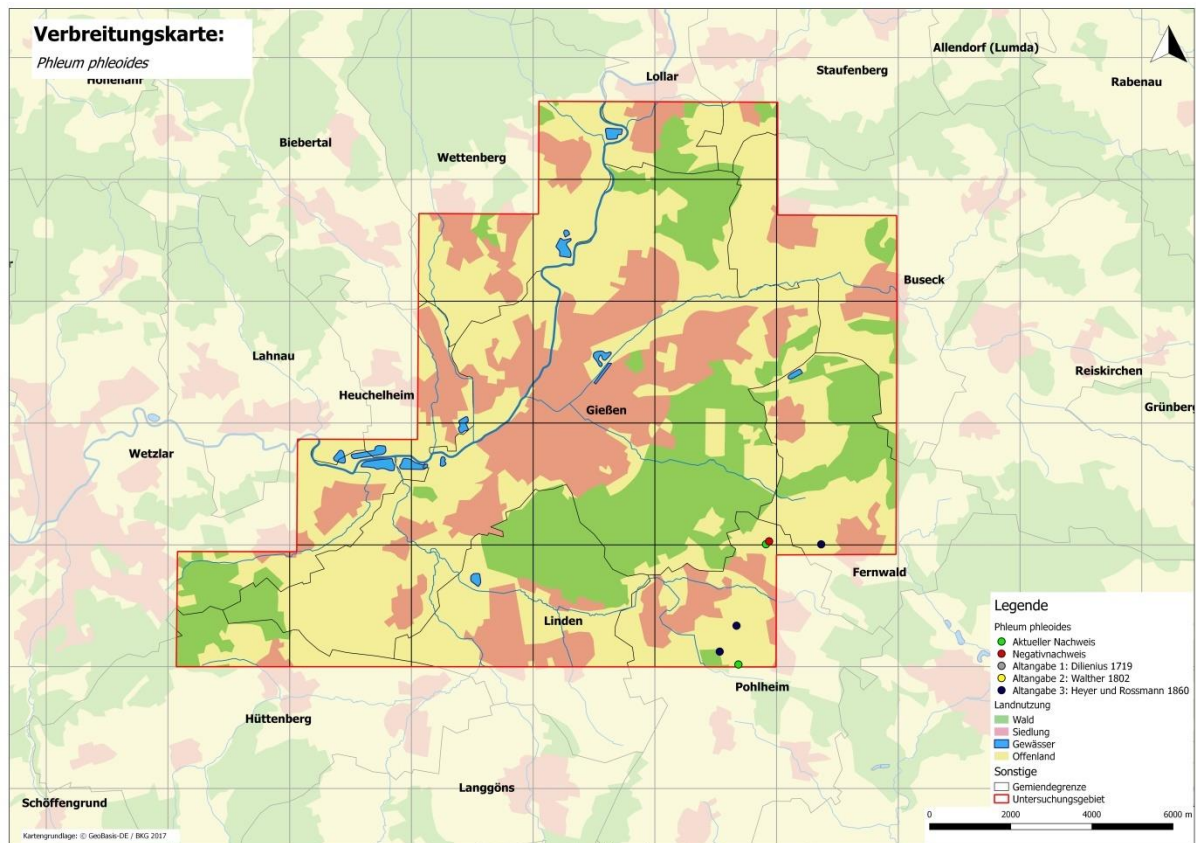 Verbreitungskarte:
Phleum phleoides
Hohenahr
Allendorf (Lumda)
Lollar
Staufenberg
Rabenau
Biebertal
Wettenberg
Buseck
Lahnau
Heuchelheim
Reiskirchen
Gießen
Grünberg
Wetzlar
Fernwald
Linden
Pohlheim
Hüttenberg
Langgöns
Schöffengrund
Legende
Phleum phleoides
Aktueller Nachweis
Negativnachweis
Altangabe 1: Dilienius 1719
Altangabe 2: Walther 1802
Altangabe 3: Heyer und Rossmann 1860
Landnutzung
Wald
Siedlung
Gewässer
Offenland
Sonstige
Gemiendegrenze
Untersuchungsgebiet
0 2000 4000 6000 m
Kartengrundlage: © GeoBasis-DE / BKG 2017